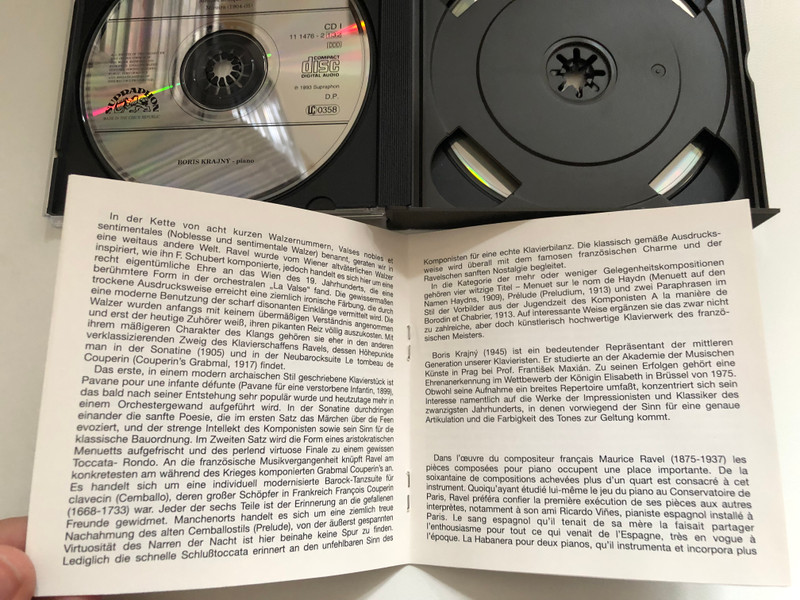 CD I
11 1476 - 2
DDD
COMPACT
disc
DIGITAL AUDIO
℗ 1993 Supraphon
D.P.
LC 0358
SUPRAPHON
BORIS KRAJNY - piano
In der Kette von acht kurzen Walzernummern, Valses nobles et
sentimentales (Noblesse und sentimentale Walzer) benannt, geraten wir in
eine weitaus andere Welt. Ravel wurde vom Wiener altväterlichen Walzer
inspiriert, wie ihn F. Schubert komponierte, jedoch handelt es sich hier um eine
recht eigentümliche Ehre an das Wien des 19. Jahrhunderts, die eine
berühmtere Form in der orchestralen „La Valse" fand. Die gewissermaßen
trockene Ausdrucksweise erreicht eine ziemlich ironische Färbung, die durch
eine moderne Benutzung der scharf disonanten Einklänge vermittelt wird. Die
Walzer wurden anfangs mit keinem übermäßigen Verständnis angenommen
und erst der heutige Zuhörer weiß, ihren pikanten Reiz völlig auszukosten. Mit
ihrem mäßigeren Charakter des Klangs gehören sie eher in den anderen
verklassizierenden Zweig des Klavierschaffens Ravels, dessen Höhepunkte
man in der Sonatine (1905) und in der Neubarocksuite Le tombeau de
Couperin (Couperin's Grabmal, 1917) findet.
Das erste, in einem modern archaischen Stil geschriebene Klavierstück ist
Pavane pour une infante défunte (Pavane für eine verstorbene Infantin, 1899),
das bald nach seiner Entstehung sehr populär wurde und heutzutage mehr in
einem Orchestergewand aufgeführt wird. In der Sonatine durchdringen
einander die sanfte Poesie, die im ersten Satz das Märchen über die Feen
evoziert, und der strenge Intellekt des Komponisten sowie sein Sinn für die
klassische Bauordnung. Im Zweiten Satz wird die Form eines aristokratischen
Menuetts aufgefrischt und des perlend virtuose Finale zu einem gewissen
Toccata- Rondo. An die französische Musikvergangenheit knüpft Ravel am
konkretesten am während des Krieges komponierten Grabmal Couperin's an.
Es handelt sich um eine individuell modernisierte Barock-Tanzsuite für
clavecin (Cemballo), deren großer Schöpfer in Frankreich François Couperin
(1668-1733) war. Jeder der sechs Teile ist der Erinnerung an die gefallenen
Freunde gewidmet. Manchenorts handelt es sich um eine ziemlich treue
Nachahmung des alten Cemballostils (Prelude), von der äußerst gespannten
Virtuosität des Narren der Nacht ist hier beinahe keine Spur zu finden.
Lediglich die schnelle Schlußtoccata erinnert an den unfehlbaren Sinn des
Komponisten für eine echte Klavierbilanz. Die klassisch gemäße Ausdrucks-
weise wird überall mit dem famosen französischen Charme und der
Ravelschen sanften Nostalgie begleitet.
In die Kategorie der mehr oder weniger Gelegenheitskompositionen
gehören vier witzige Titel – Menuet sur le nom de Haydn (Menuett auf den
Namen Haydns, 1909), Prélude (Preludium, 1913) und zwei Paraphrasen im
Stil der Vorbilder aus der Jugendzeit des Komponisten A la manière de
Borodin et Chabrier, 1913. Auf interessante Weise ergänzen sie das zwar nicht
zu zahlreiche, aber doch künstlerisch hochwertige Klavierwerk des franzö-
sischen Meisters.
Boris Krajný (1945) ist ein bedeutender Repräsentant der mittleren
Generation unserer Klavieristen. Er studierte an der Akademie der Musischen
Künste in Prag bei Prof. František Maxián. Zu seinen Erfolgen gehört eine
Ehrenanerkennung im Wettbewerb der Königin Elisabeth in Brüssel von 1975.
Obwohl seine Aufnahme ein breites Repertoire umfaßt, konzentriert sich sein
Interesse namentlich auf die Werke der Impressionisten und Klassiker des
zwanzigsten Jahrhunderts, in denen vorwiegend der Sinn für eine genaue
Artikulation und die Farbigkeit des Tones zur Geltung kommt.
Dans l'œuvre du compositeur français Maurice Ravel (1875-1937) les
pièces composées pour piano occupent une place importante. De la
soixantaine de compositions achevées plus d'un quart est consacré à cet
instrument. Quoiqu'ayant étudié lui-même le jeu du piano au Conservatoire de
Paris, Ravel préféra confier la première exécution de ses pièces aux autres
interprètes, notamment à son ami Ricardo Viñes, pianiste espagnol installé à
Paris. Le sang espagnol qu'il tenait de sa mère la faisait partager
l'enthousiasme pour tout ce qui venait de l'Espagne, très en vogue à
l'époque. La Habanera pour deux pianos, qu'il instrumenta et incorpora plus